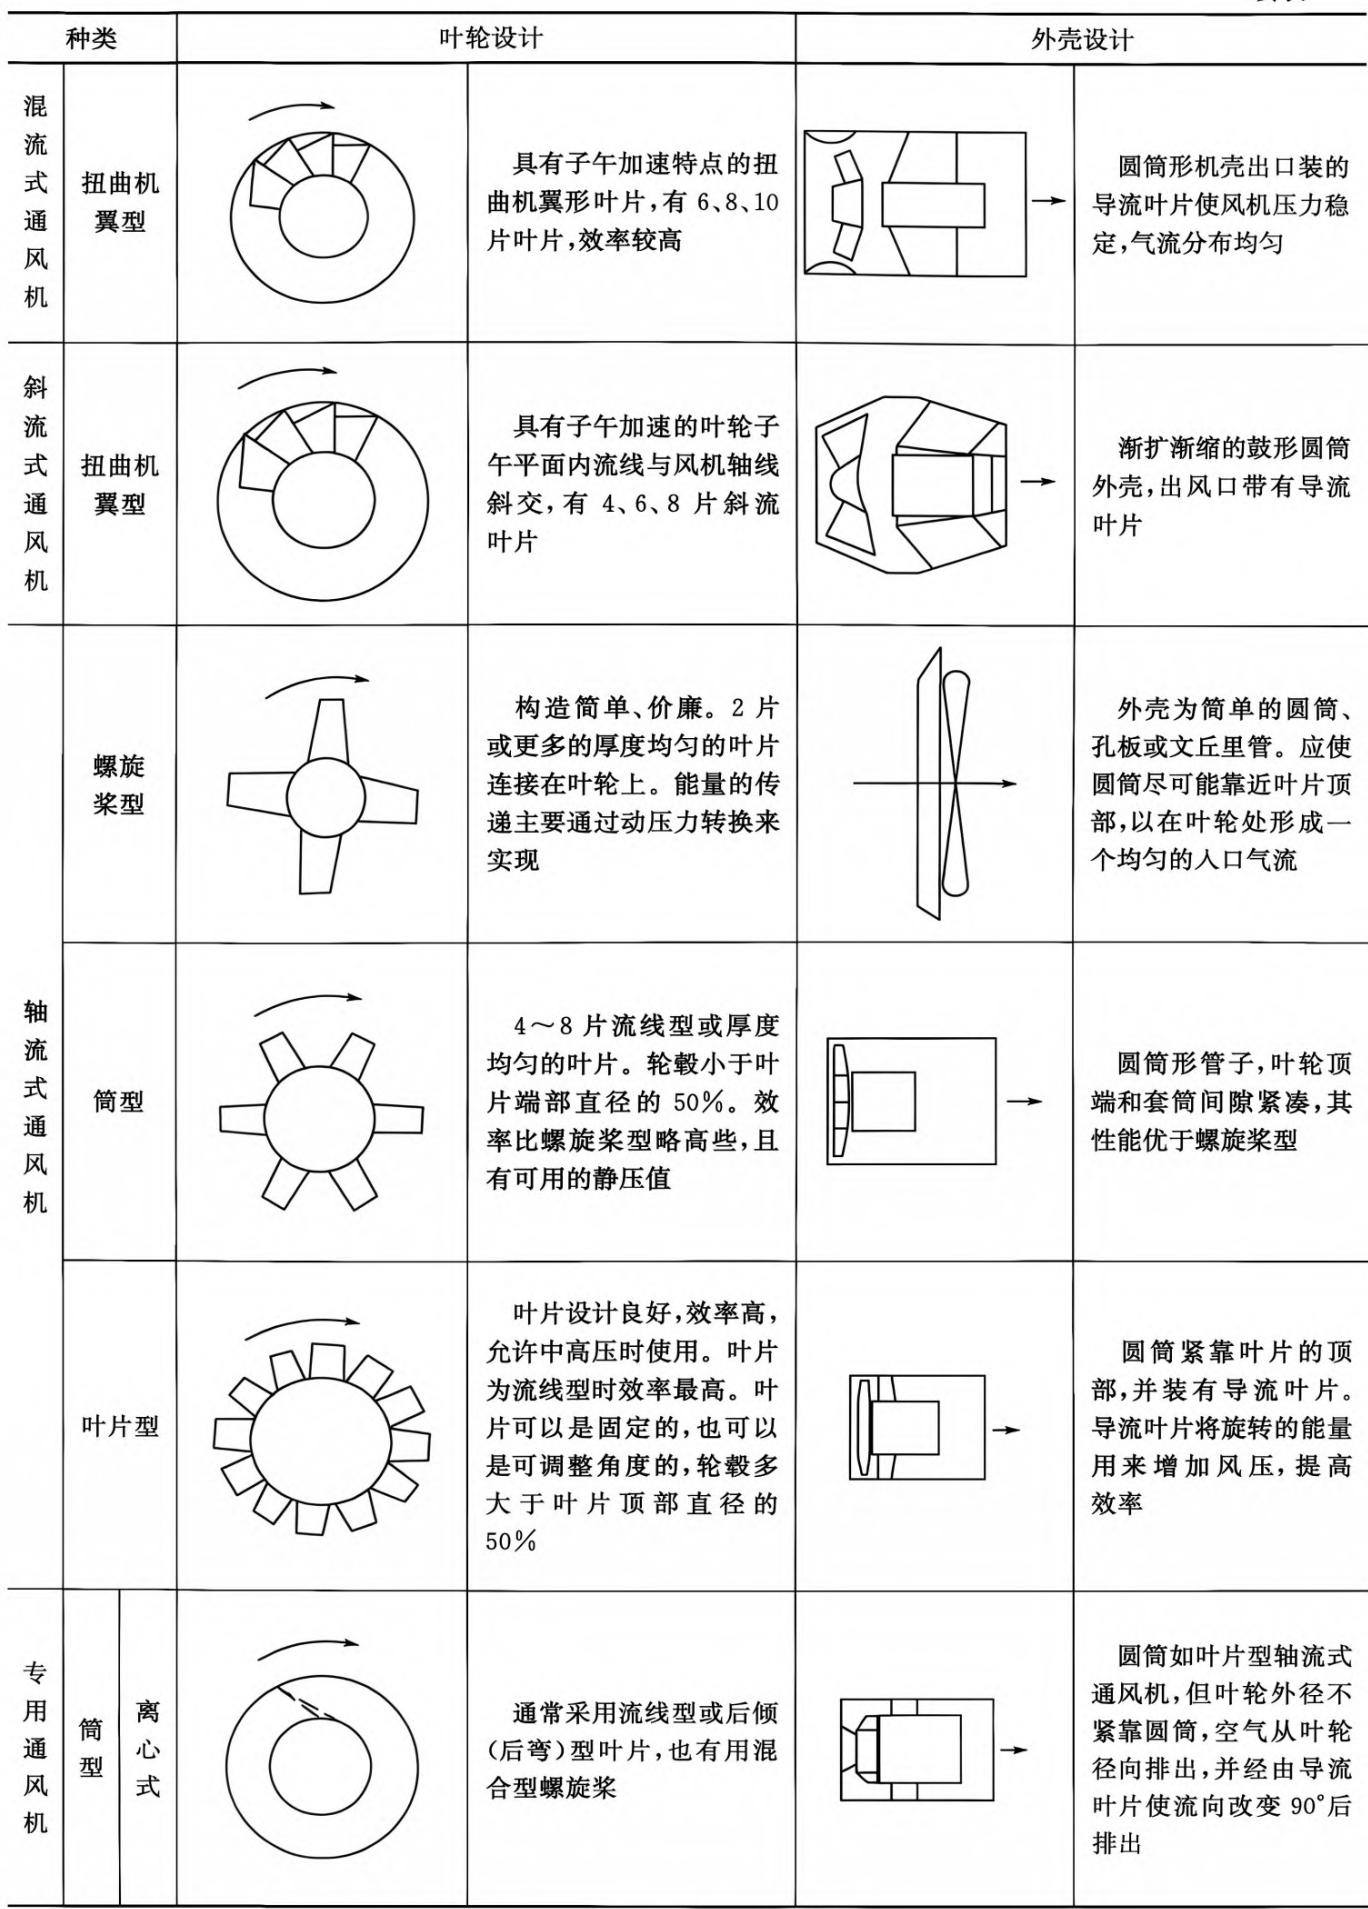 种类
叶轮设计
外壳设计
混流式通风机
扭曲机
翼型
具有子午加速特点的扭
曲机翼形叶片,有 6、8、10
片叶片,效率较高
圆筒形机壳出口装的
导流叶片使风机压力稳
定,气流分布均匀
斜流式通风机
扭曲机
翼型
具有子午加速的叶轮子
午平面内流线与风机轴线
斜交,有 4、6、8 片斜流
叶片
渐扩渐缩的鼓形圆筒
外壳,出风口带有导流
叶片
轴流式通风机
螺旋
桨型
构造简单、价廉。2 片
或更多的厚度均匀的叶片
连接在叶轮上。能量的传
递主要通过动压力转换来
实现
外壳为简单的圆筒、
孔板或文丘里管。应使
圆筒尽可能靠近叶片顶
部,以在叶轮处形成一
个均匀的人口气流
筒型
4～8 片流线型或厚度
均匀的叶片。轮毂小于叶
片端部直径的 50%。效
率比螺旋桨型略高些,且
有可用的静压值
圆筒形管子,叶轮顶
端和套筒间隙紧凑,其
性能优于螺旋桨型
叶片型
叶片设计良好,效率高,
允许中高压时使用。叶片
为流线型时效率最高。叶
片可以是固定的,也可以
是可调整角度的,轮毂多
大于叶片顶部直径的
50%
圆筒紧靠叶片的顶
部,并装有导流叶片。
导流叶片将旋转的能量
用来增加风压,提高
效率
专用通风机
筒型
离心式
通常采用流线型或后倾
(后弯)型叶片,也有用混
合型螺旋桨
圆筒如叶片型轴流式
通风机,但叶轮外径不
紧靠圆筒,空气从叶轮
径向排出,并经由导流
叶片使流向改变 90°后
排出